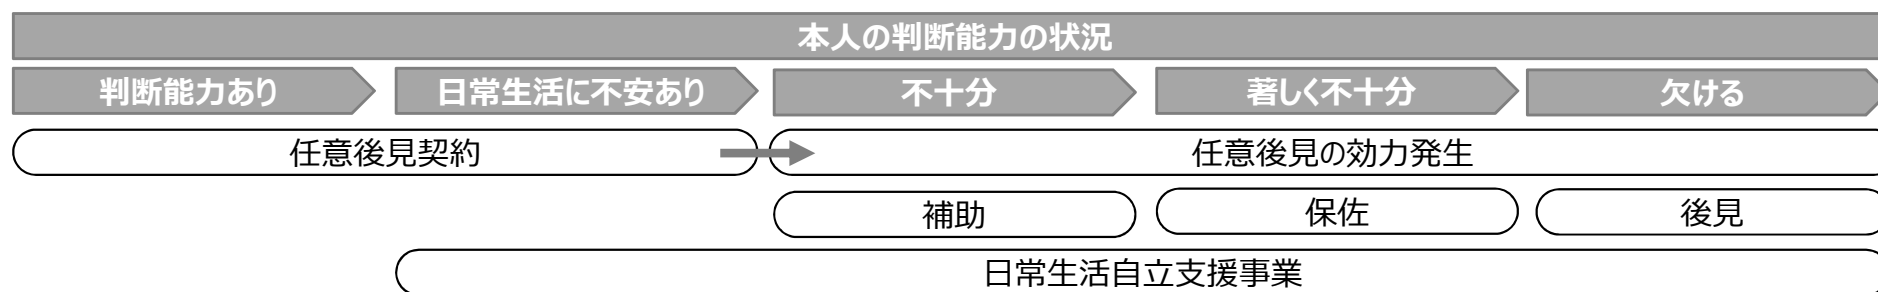 本人の判断能力の状況
判断能力あり 日常生活に不安あり 不十分 著しく不十分 欠ける
任意後見契約 任意後見の効力発生
補助 保佐 後見
日常生活自立支援事業